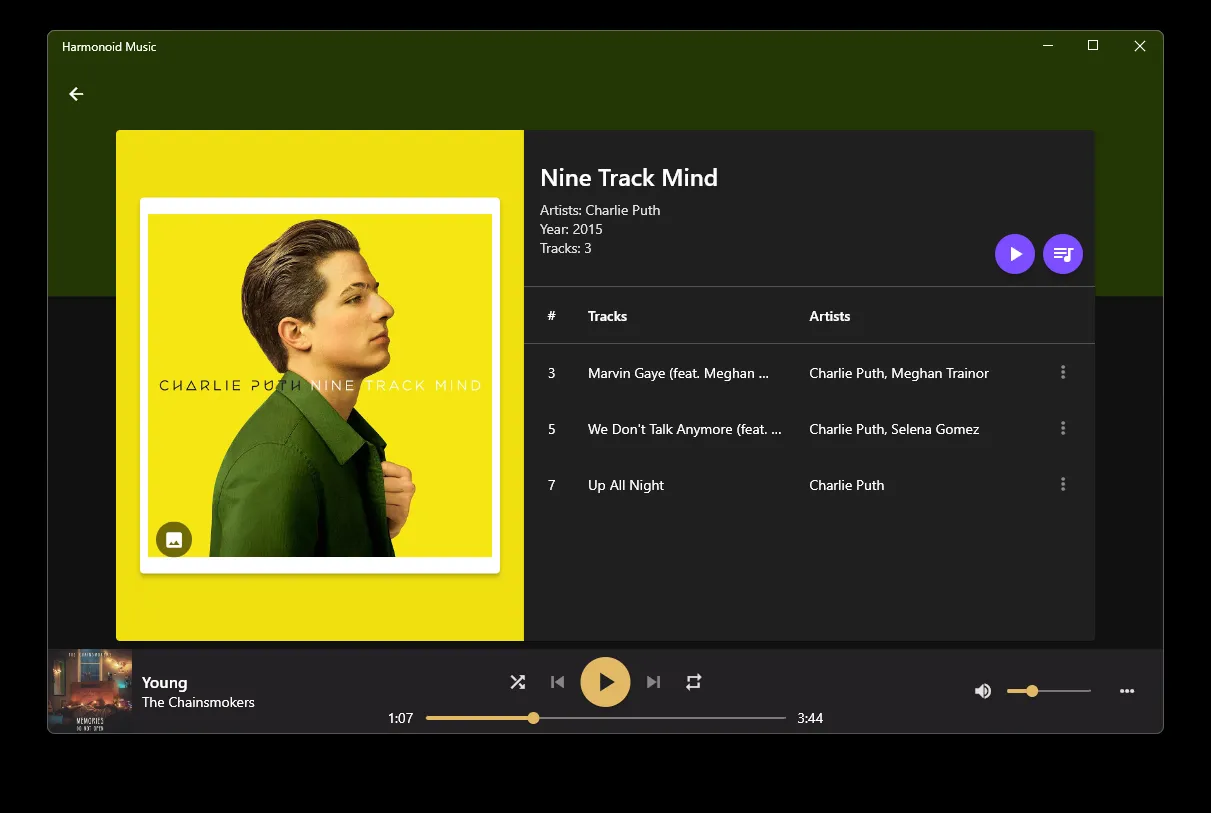 Harmonoid Music
CHARLIE PUTH NINE TRACK MIND
Nine Track Mind
Artists: Charlie Puth
Year: 2015
Tracks: 3
# Tracks Artists
3 Marvin Gaye (feat. Meghan ... Charlie Puth, Meghan Trainor
5 We Don't Talk Anymore (feat. ... Charlie Puth, Selena Gomez
7 Up All Night Charlie Puth
THE CHAINSMOKERS
MEMORIES
DO NOT OPEN
Young
The Chainsmokers
1:07 3:44